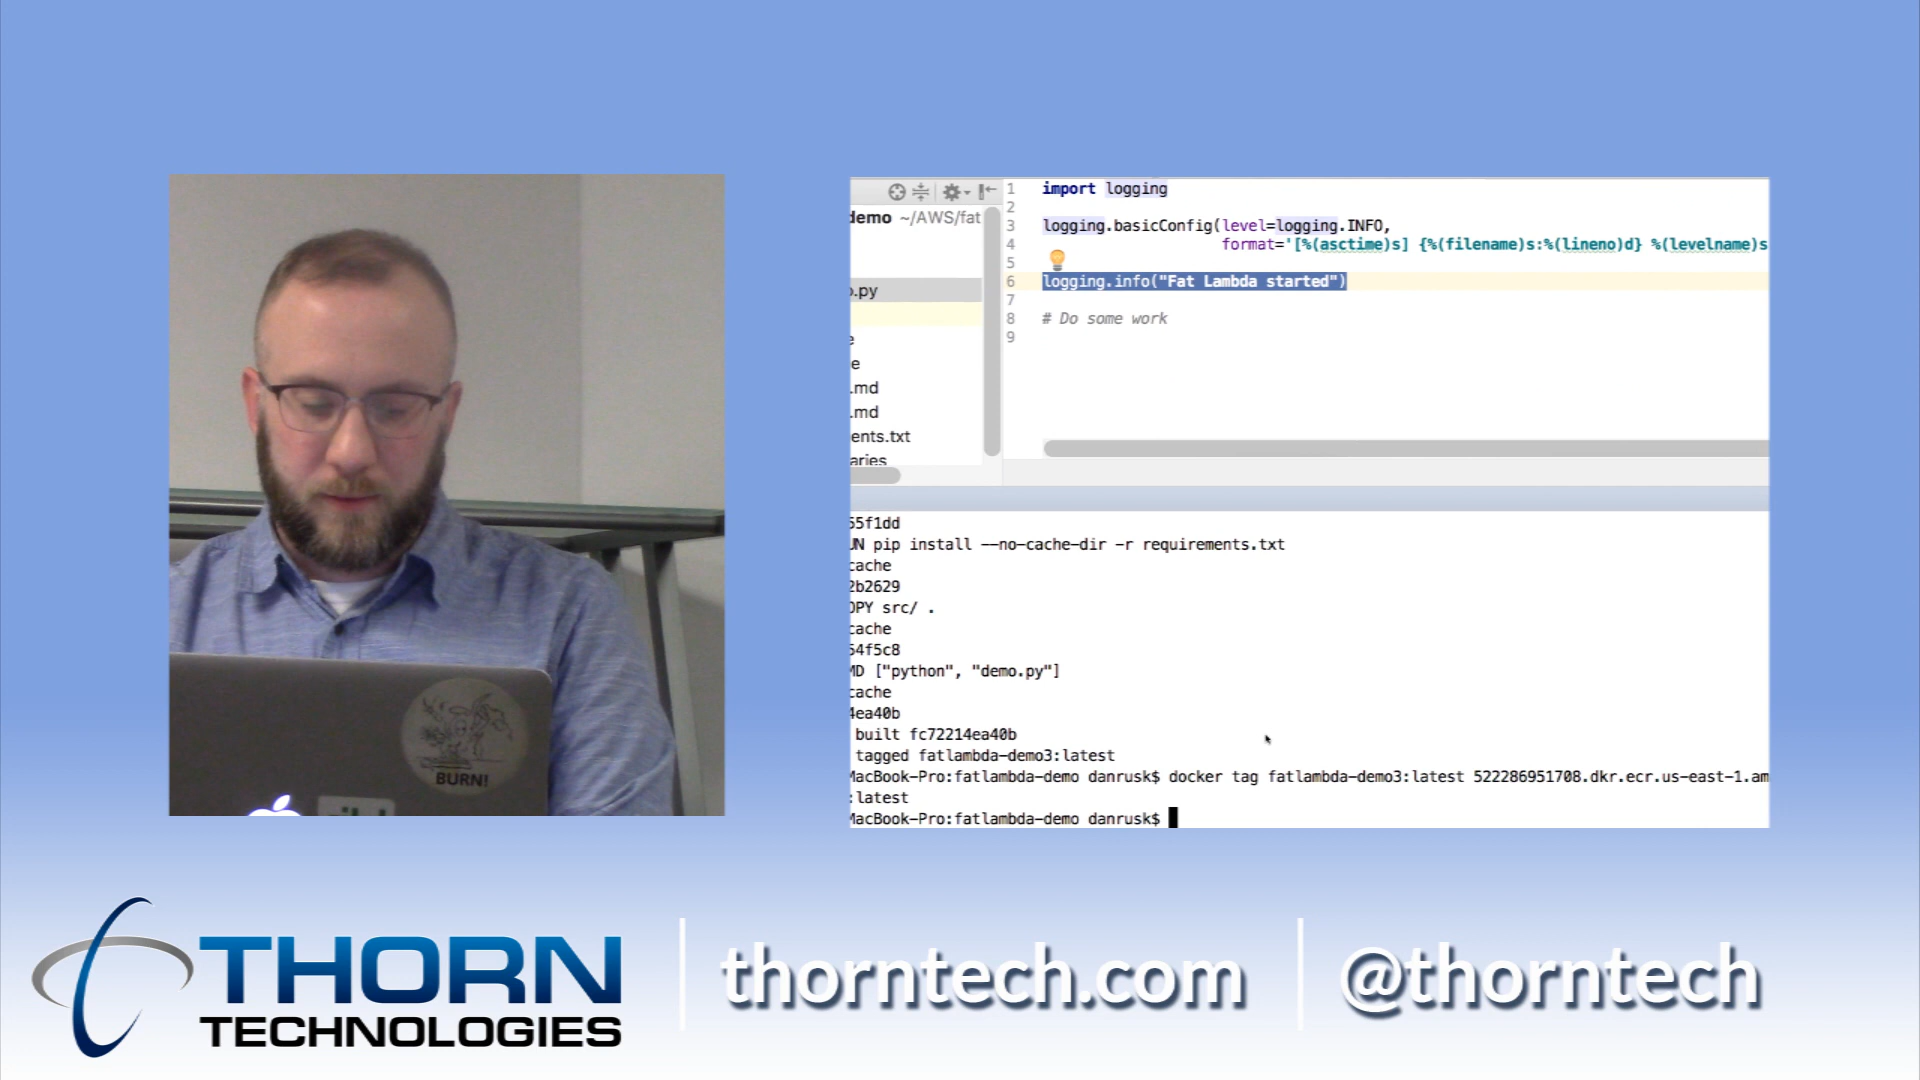 BURN!
demo ~/AWS/fat
.py
e
e
.md
.md
ents.txt
aries
1 import logging
2
3 logging.basicConfig(level=logging.INFO,
4 format='[%(asctime)s] {%(filename)s:%(lineno)d} %(levelname)s
5
6 logging.info("Fat Lambda started")
7
8 # Do some work
9
55f1dd
UN pip install --no-cache-dir -r requirements.txt
cache
2b2629
OPY src/ .
cache
54f5c8
MD ["python", "demo.py"]
cache
4ea40b
built fc72214ea40b
tagged fatlambda-demo3:latest
MacBook-Pro:fatlambda-demo danrusk$ docker tag fatlambda-demo3:latest 522286951708.dkr.ecr.us-east-1.am
:latest
MacBook-Pro:fatlambda-demo danrusk$
THORN
TECHNOLOGIES
thorntech.com
@thorntech